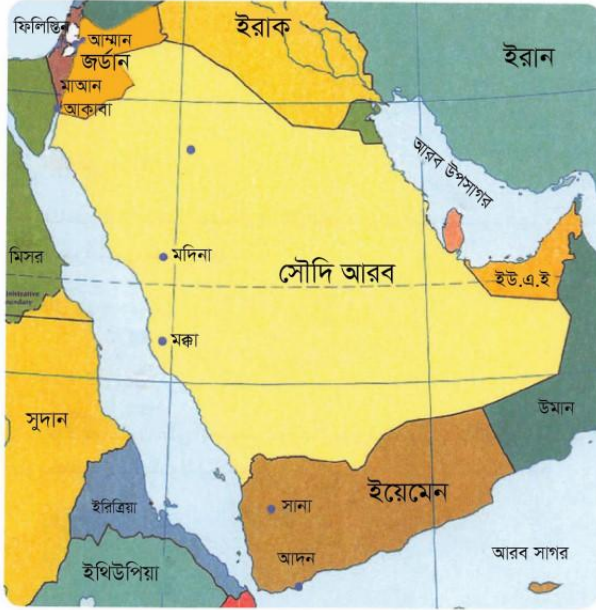 ফিলিস্তিন
আম্মান
জর্ডান
মাআন
আকাবা
ইরাক
ইরান
আরব উপসাগর
মিসর
মদিনা
সৌদি আরব
ইউ.এ.ই
মক্কা
সুদান
উমান
ইয়েমেন
ইরিত্রিয়া
সানা
আদন
আরব সাগর
ইথিউপিয়া